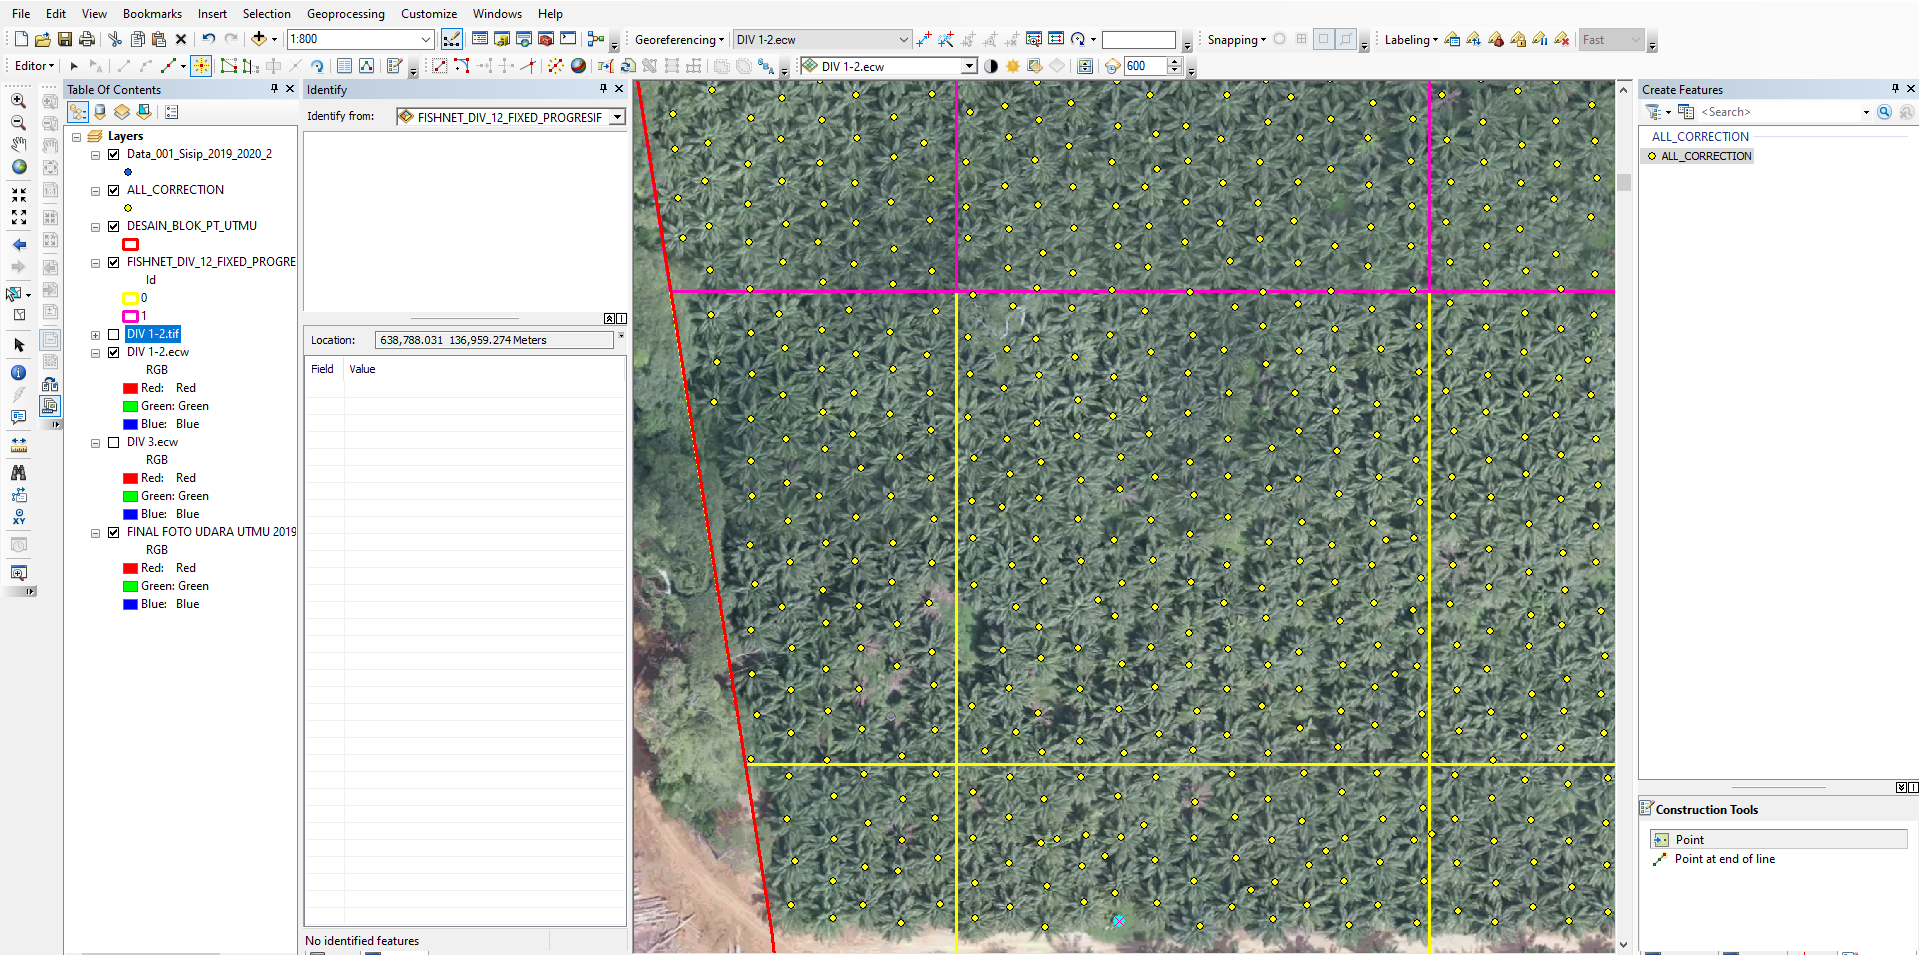 File Edit View Bookmarks Insert Selection Geoprocessing Customize Windows Help
1:800
Georeferencing
DIV 1-2.ecw
Snapping
Labeling
Fast
Editor
DIV 1-2.ecw
600
Table Of Contents
Layers
Data_001_Sisip_2019_2020_2
ALL_CORRECTION
DESAIN_BLOK_PT_UTMU
FISHNET_DIV_12_FIXED_PROGRE
Id
0
1
DIV 1-2.tif
DIV 1-2.ecw
RGB
Red: Red
Green: Green
Blue: Blue
DIV 3.ecw
RGB
Red: Red
Green: Green
Blue: Blue
FINAL FOTO UDARA UTMU 2019
RGB
Red: Red
Green: Green
Blue: Blue
Identify
Identify from: FISHNET_DIV_12_FIXED_PROGRESIF
Location: 638,788.031 136,959.274 Meters
Field Value
No identified features
Create Features
<Search>
ALL_CORRECTION
ALL_CORRECTION
Construction Tools
Point
Point at end of line
XY
1:1